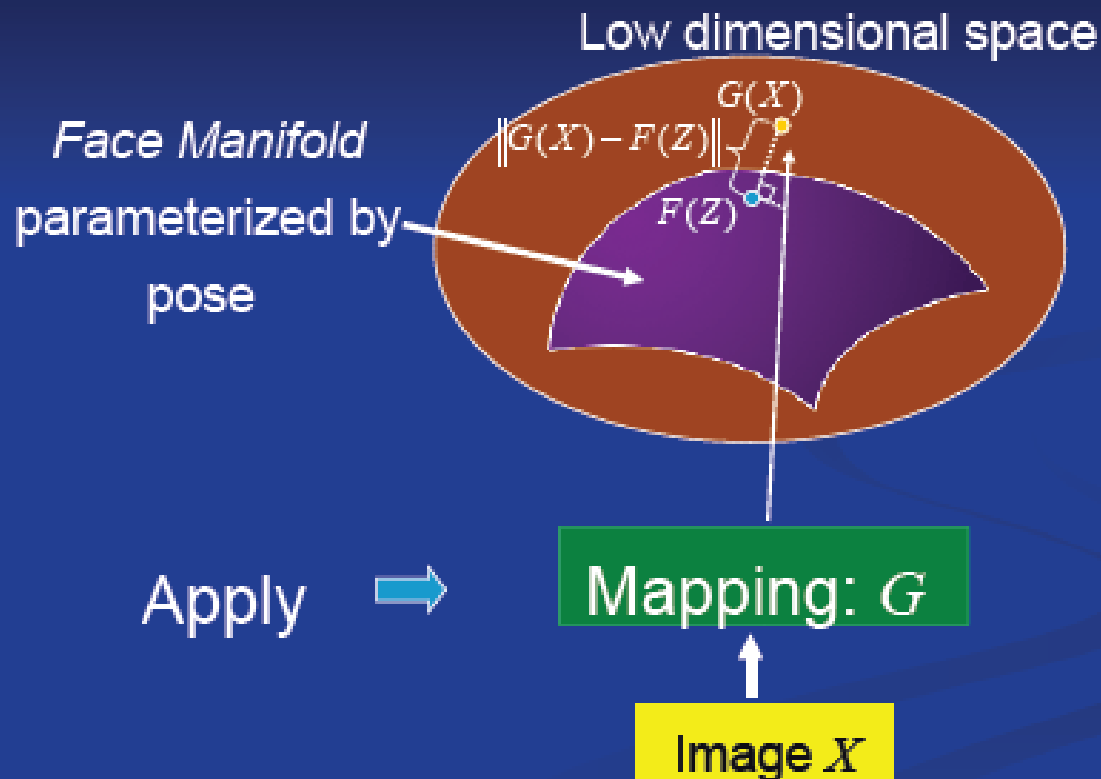 Low dimensional space
Face Manifold
parameterized by
pose
G(X)
‖G(X) − F(Z)‖
F(Z)
Apply
Mapping: G
Image X